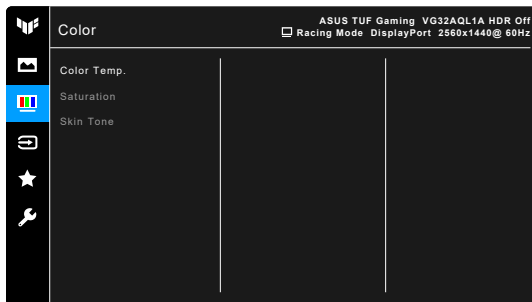 Color
ASUS TUF Gaming VG32AQL1A HDR Off
Racing Mode DisplayPort 2560x1440@ 60Hz
Color Temp.
Saturation
Skin Tone